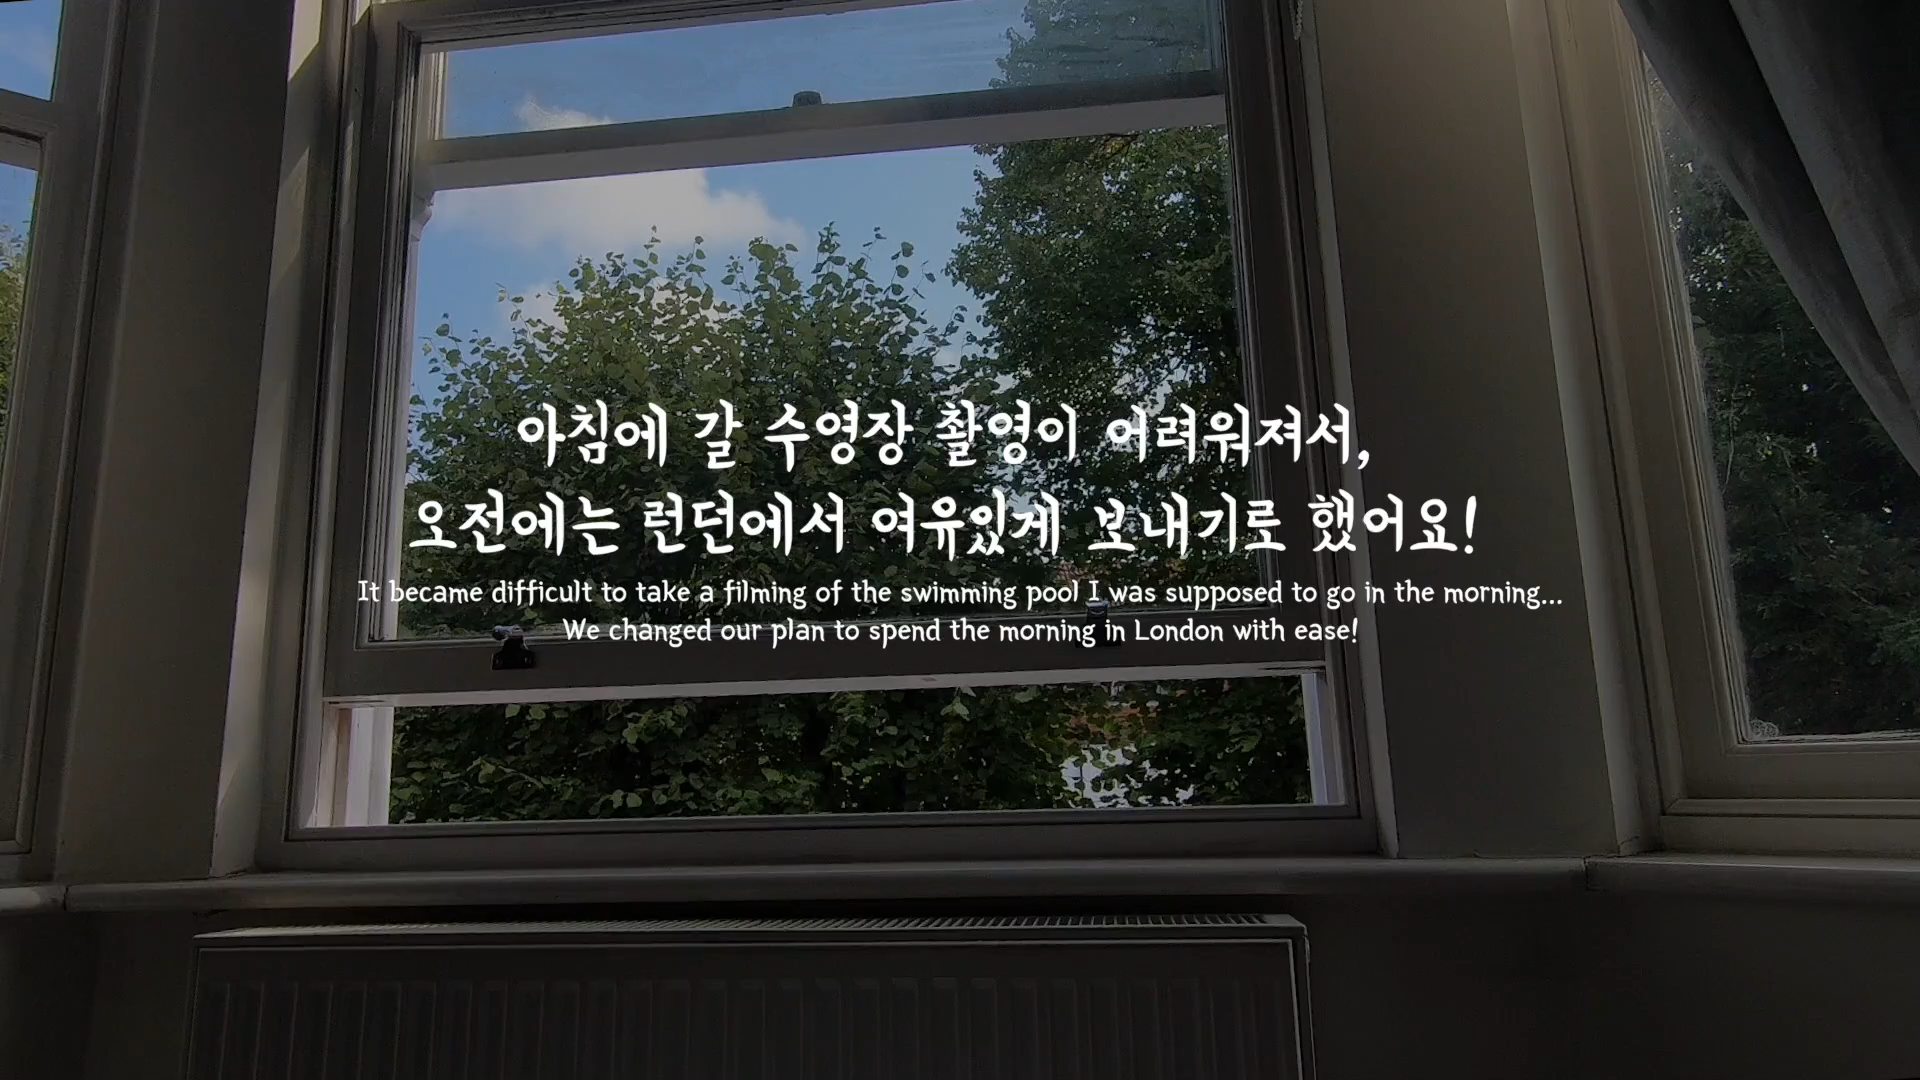 아침에 갈 수영장 촬영이 어려워져서,
오전에는 런던에서 여유있게 보내기로 했어요!
It became difficult to take a filming of the swimming pool I was supposed to go in the morning...
We changed our plan to spend the morning in London with ease!